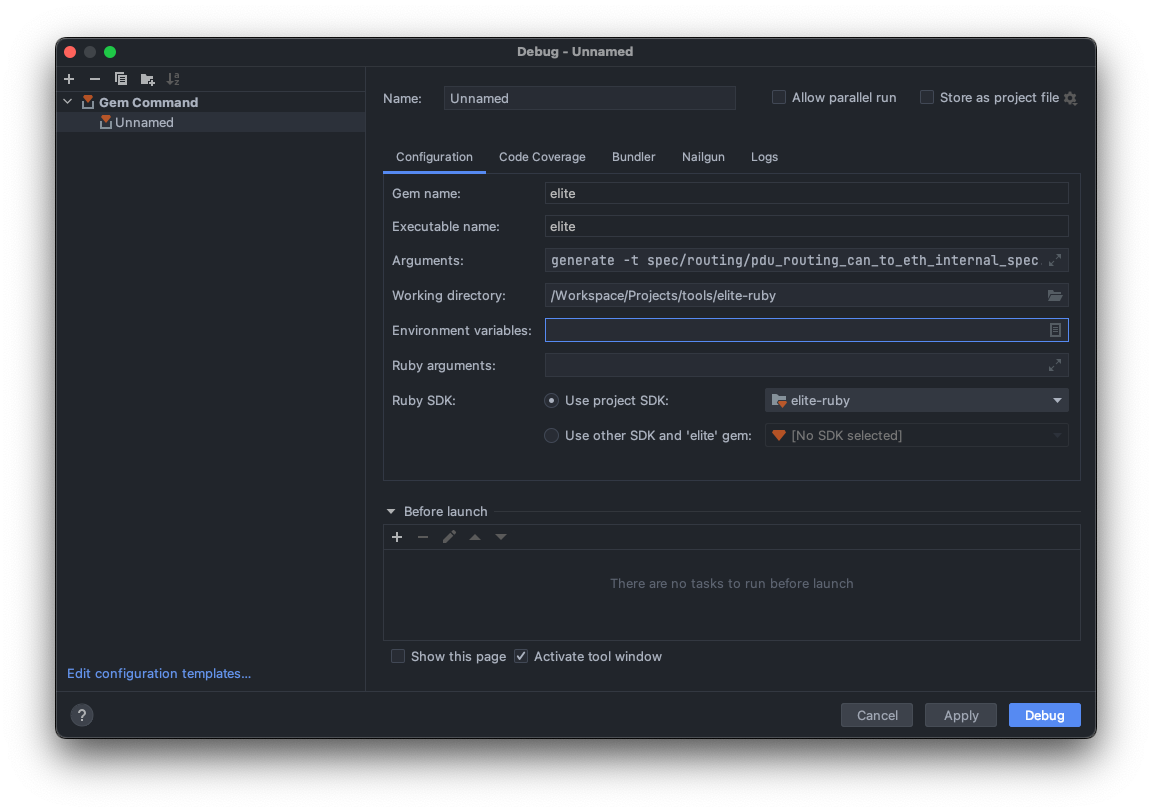 Debug - Unnamed
Gem Command
Unnamed
Name: Unnamed Allow parallel run Store as project file
Configuration Code Coverage Bundler Nailgun Logs
Gem name: elite
Executable name: elite
Arguments: generate -t spec/routing/pdu_routing_can_to_eth_internal_spec
Working directory: /Workspace/Projects/tools/elite-ruby
Environment variables:
Ruby arguments:
Ruby SDK: Use project SDK: elite-ruby
Use other SDK and 'elite' gem: [No SDK selected]
Before launch
There are no tasks to run before launch
Show this page Activate tool window
Edit configuration templates...
? Cancel Apply Debug